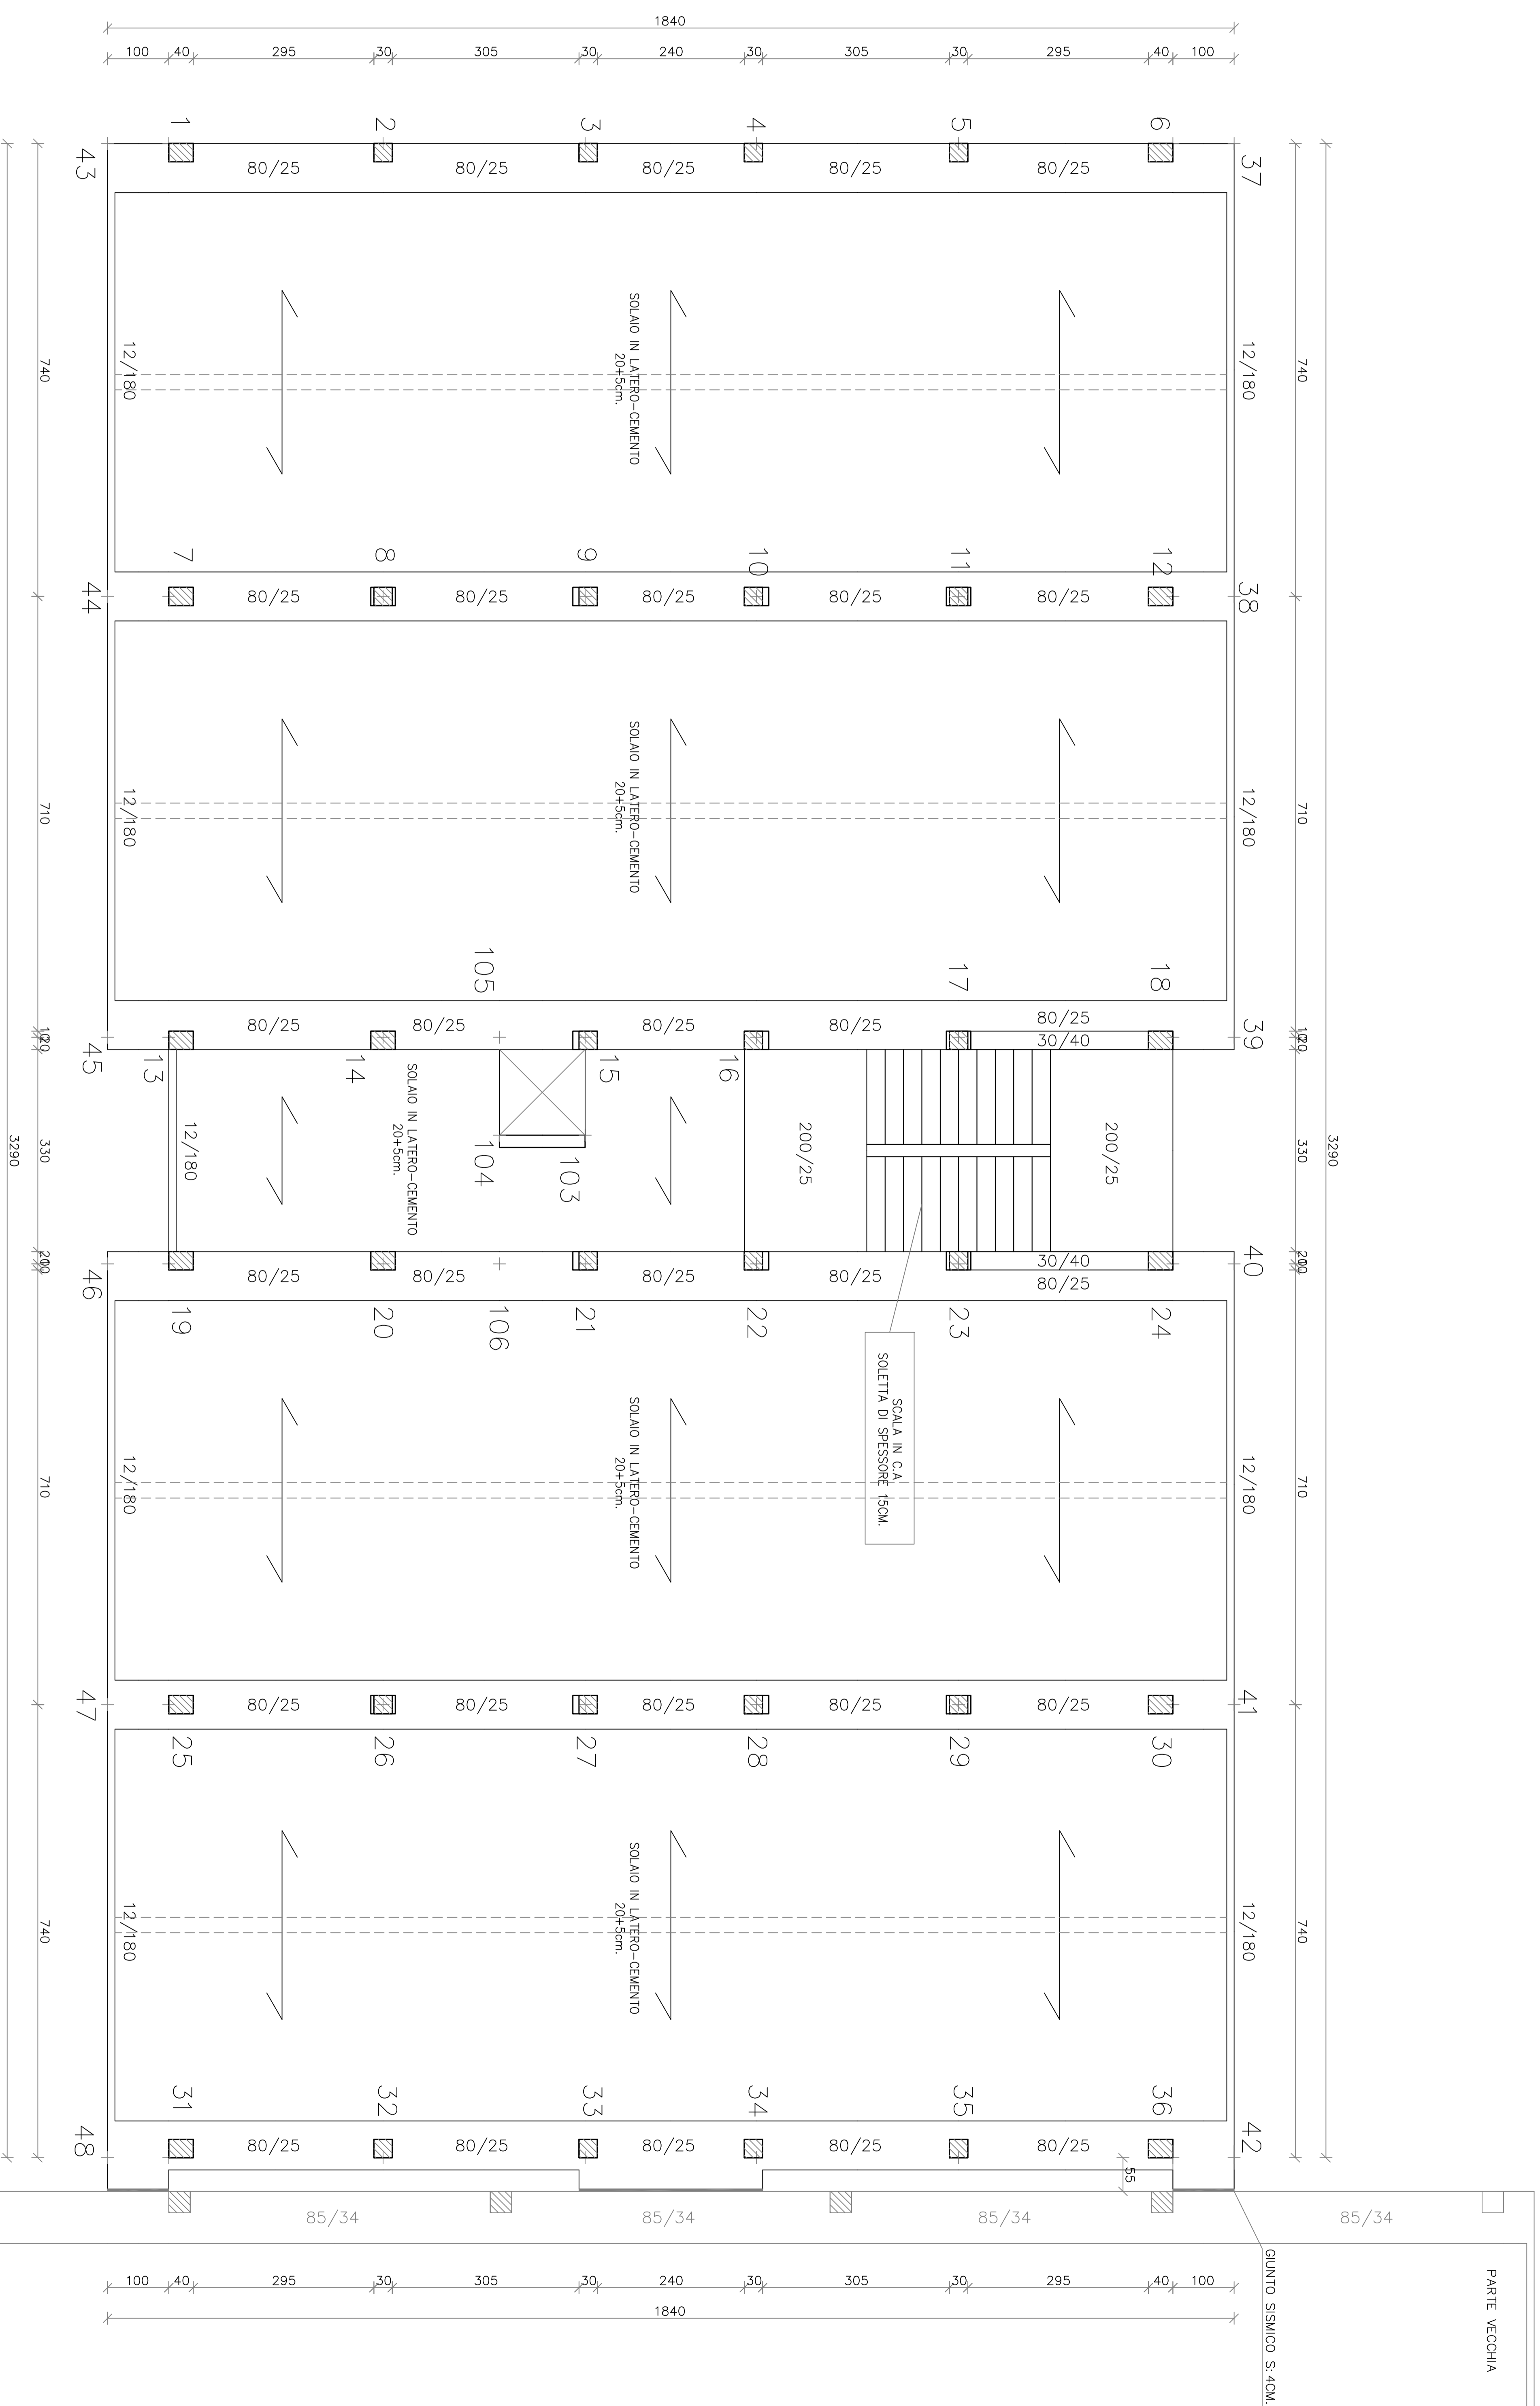 1840
100 40 295 30 305 30 240 30 305 30 295 40 100
1 2 3 4 5 6
43 37
80/25 80/25 80/25 80/25 80/25
12/180 12/180
SOLAIO IN LATERO-CEMENTO
20+5cm.
740 740
7 8 9 10 11 12
44 38
80/25 80/25 80/25 80/25 80/25
12/180 12/180
SOLAIO IN LATERO-CEMENTO
20+5cm.
710 710
105 17 18
80/25 80/25 80/25 80/25 80/25
30/40
45 39
10 20 10 20
13 14 15 16
SOLAIO IN LATERO-CEMENTO
20+5cm.
12/180
104 103
200/25 200/25
330 330
3290 3290
30/40
20 10 20 10
46 40
80/25 80/25 80/25 80/25 80/25
19 20 106 21 22 23 24
SCALA IN C.A
SOLETTA DI SPESSORE 15CM.
12/180 12/180
SOLAIO IN LATERO-CEMENTO
20+5cm.
710 710
47 41
80/25 80/25 80/25 80/25 80/25
25 26 27 28 29 30
12/180 12/180
SOLAIO IN LATERO-CEMENTO
20+5cm.
740 740
31 32 33 34 35 36
48 42
80/25 80/25 80/25 80/25 80/25
55
85/34 85/34 85/34 85/34
GIUNTO SISMICO S: 4CM.
PARTE VECCHIA
100 40 295 30 305 30 240 30 305 30 295 40 100
1840